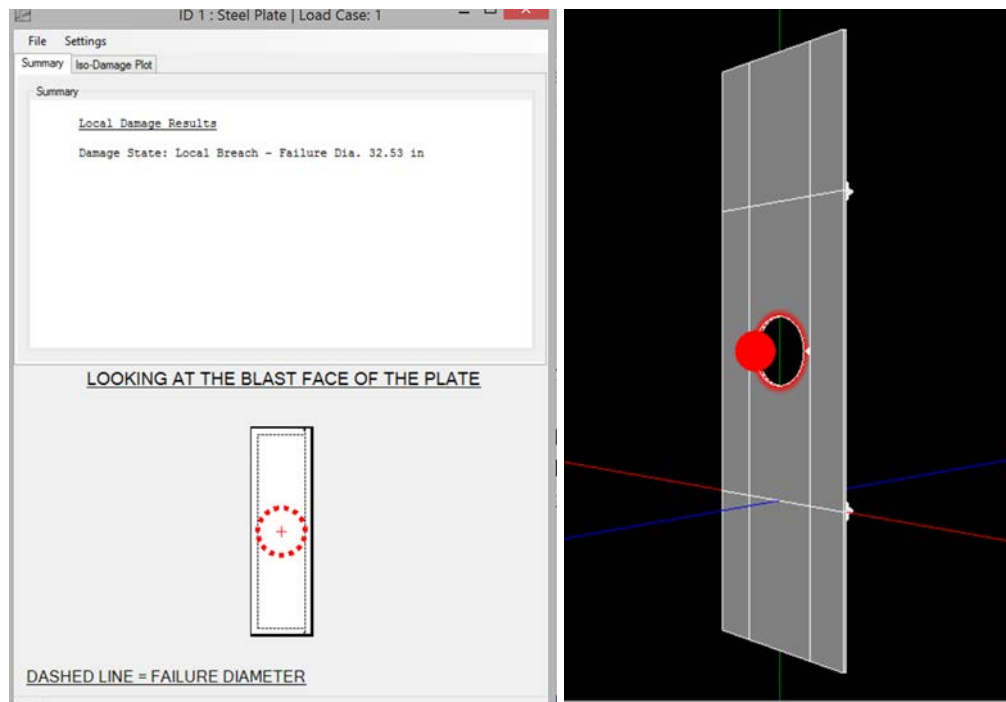 ID 1 : Steel Plate | Load Case: 1
File Settings
Summary Iso-Damage Plot
Summary
Local Damage Results
Damage State: Local Breach - Failure Dia. 32.53 in
LOOKING AT THE BLAST FACE OF THE PLATE
DASHED LINE = FAILURE DIAMETER